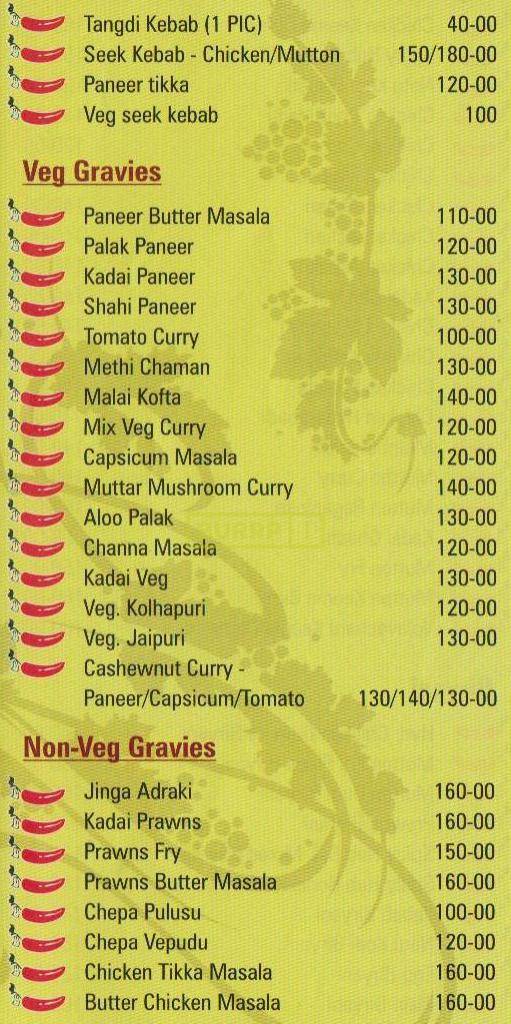 Tangdi Kebab (1 PIC) 40-00
Seek Kebab - Chicken/Mutton 150/180-00
Paneer tikka 120-00
Veg seek kebab 100
Veg Gravies
Paneer Butter Masala 110-00
Palak Paneer 120-00
Kadai Paneer 130-00
Shahi Paneer 130-00
Tomato Curry 100-00
Methi Chaman 130-00
Malai Kofta 140-00
Mix Veg Curry 120-00
Capsicum Masala 120-00
Muttar Mushroom Curry 140-00
Aloo Palak 130-00
Channa Masala 120-00
Kadai Veg 130-00
Veg. Kolhapuri 120-00
Veg. Jaipuri 130-00
Cashewnut Curry -
Paneer/Capsicum/Tomato 130/140/130-00
Non-Veg Gravies
Jinga Adraki 160-00
Kadai Prawns 160-00
Prawns Fry 150-00
Prawns Butter Masala 160-00
Chepa Pulusu 100-00
Chepa Vepudu 120-00
Chicken Tikka Masala 160-00
Butter Chicken Masala 160-00